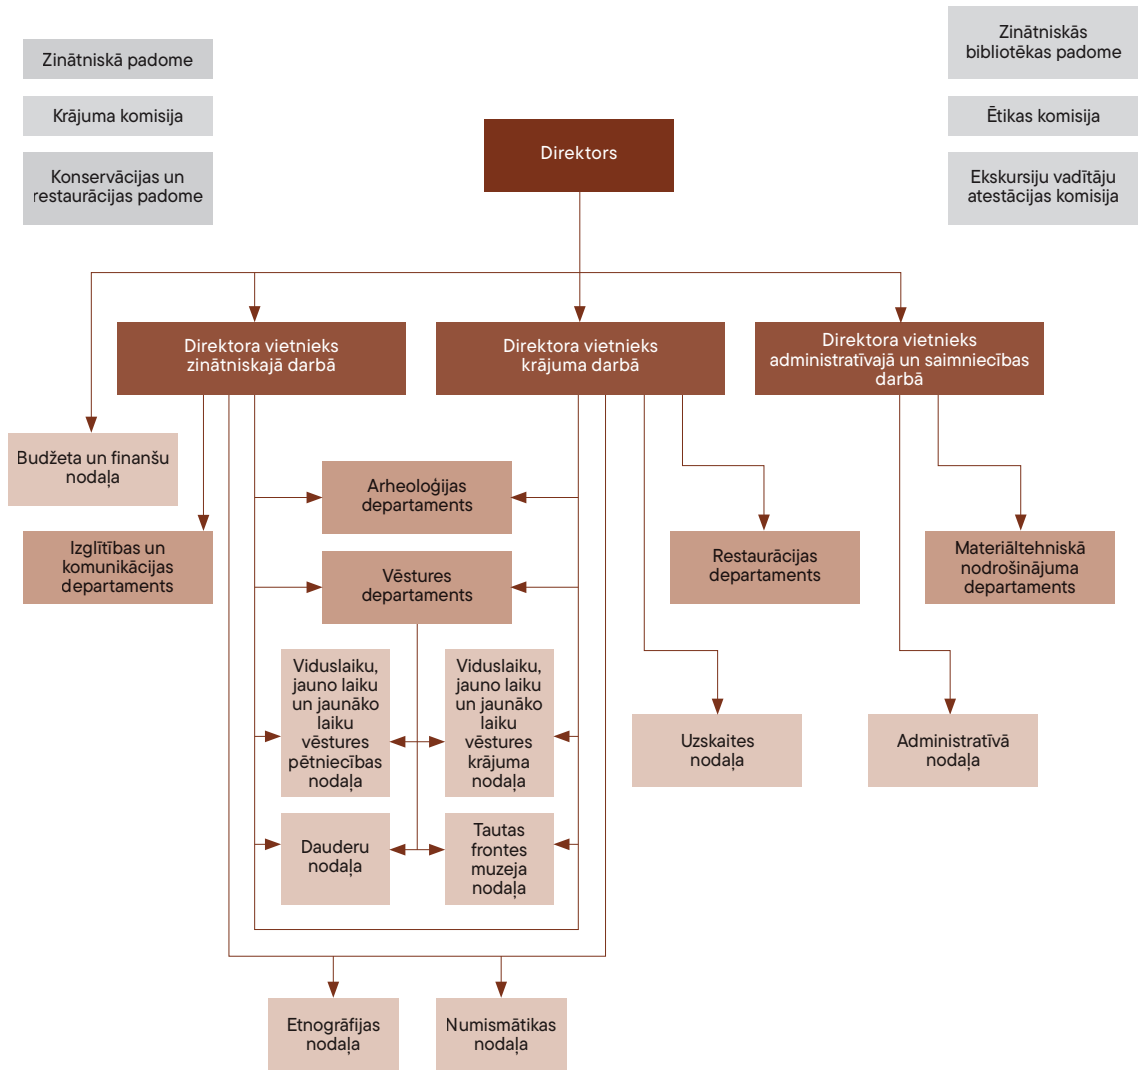 Zinātniskā padome
Krājuma komisija
Konservācijas un
restaurācijas padome
Zinātniskās
bibliotēkas padome
Ētikas komisija
Ekskursiju vadītāju
atestācijas komisija
Direktors
Direktora vietnieks
zinātniskajā darbā
Direktora vietnieks
krājuma darbā
Direktora vietnieks
administratīvajā un saimniecības
darbā
Budžeta un finanšu
nodaļa
Izglītības un
komunikācijas
departaments
Arheoloģijas
departaments
Vēstures
departaments
Restaurācijas
departaments
Materiāltehniskā
nodrošinājuma
departaments
Viduslaiku,
jauno laiku
un jaunāko
laiku
vēstures
pētniecības
nodaļa
Viduslaiku,
jauno laiku
un jaunāko
laiku
vēstures
krājuma
nodaļa
Uzskaites
nodaļa
Administratīvā
nodaļa
Dauderu
nodaļa
Tautas
frontes
muzeja
nodaļa
Etnogrāfijas
nodaļa
Numismātikas
nodaļa